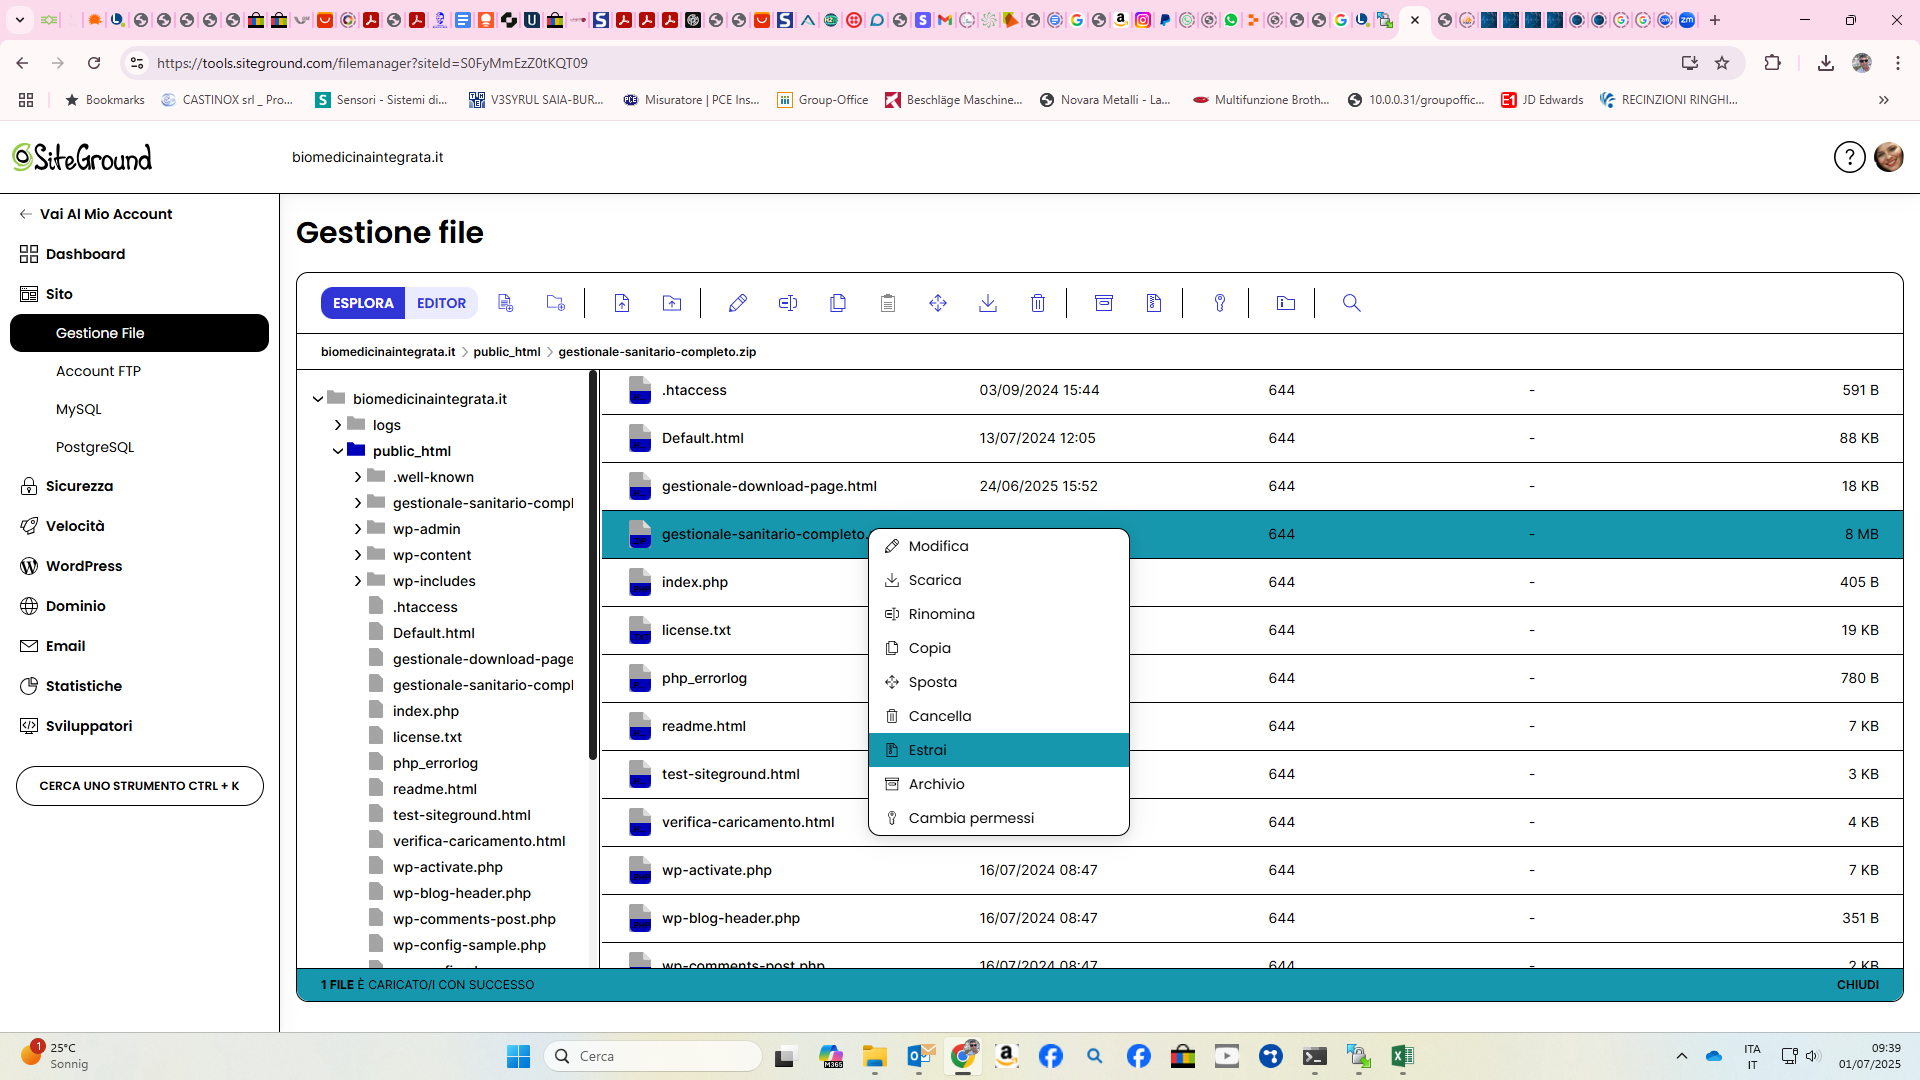 https://tools.siteground.com/filemanager?siteId=S0FyMmEzZ0tKQT09
Bookmarks
CASTINOX srl _ Pro...
Sensori - Sistemi di...
V3SYRUL SAIA-BUR...
Misuratore | PCE Ins...
Group-Office
Beschläge Maschine...
Novara Metalli - La...
Multifunzione Broth...
10.0.0.31/groupoffic...
JD Edwards
RECINZIONI RINGHI...
SiteGround
biomedicinaintegrata.it
Vai Al Mio Account
Dashboard
Sito
Gestione File
Account FTP
MySQL
PostgreSQL
Sicurezza
Velocità
WordPress
Dominio
Email
Statistiche
Sviluppatori
CERCA UNO STRUMENTO CTRL + K
Gestione file
ESPLORA EDITOR
biomedicinaintegrata.it > public_html > gestionale-sanitario-completo.zip
biomedicinaintegrata.it
logs
public_html
.well-known
gestionale-sanitario-compl
wp-admin
wp-content
wp-includes
.htaccess
Default.html
gestionale-download-page
gestionale-sanitario-compl
index.php
license.txt
php_errorlog
readme.html
test-siteground.html
verifica-caricamento.html
wp-activate.php
wp-blog-header.php
wp-comments-post.php
wp-config-sample.php
.htaccess 03/09/2024 15:44 644 - 591 B
Default.html 13/07/2024 12:05 644 - 88 KB
gestionale-download-page.html 24/06/2025 15:52 644 - 18 KB
gestionale-sanitario-completo. 644 - 8 MB
index.php 644 - 405 B
license.txt 644 - 19 KB
php_errorlog 644 - 780 B
readme.html 644 - 7 KB
test-siteground.html 644 - 3 KB
verifica-caricamento.html 644 - 4 KB
wp-activate.php 16/07/2024 08:47 644 - 7 KB
wp-blog-header.php 16/07/2024 08:47 644 - 351 B
wp-comments-post.php 16/07/2024 08:47 644 - 2 KB
Modifica
Scarica
Rinomina
Copia
Sposta
Cancella
Estrai
Archivio
Cambia permessi
1 FILE È CARICATO/I CON SUCCESSO
CHIUDI
1
25°C
Sonnig
Cerca
ITA
IT
09:39
01/07/2025